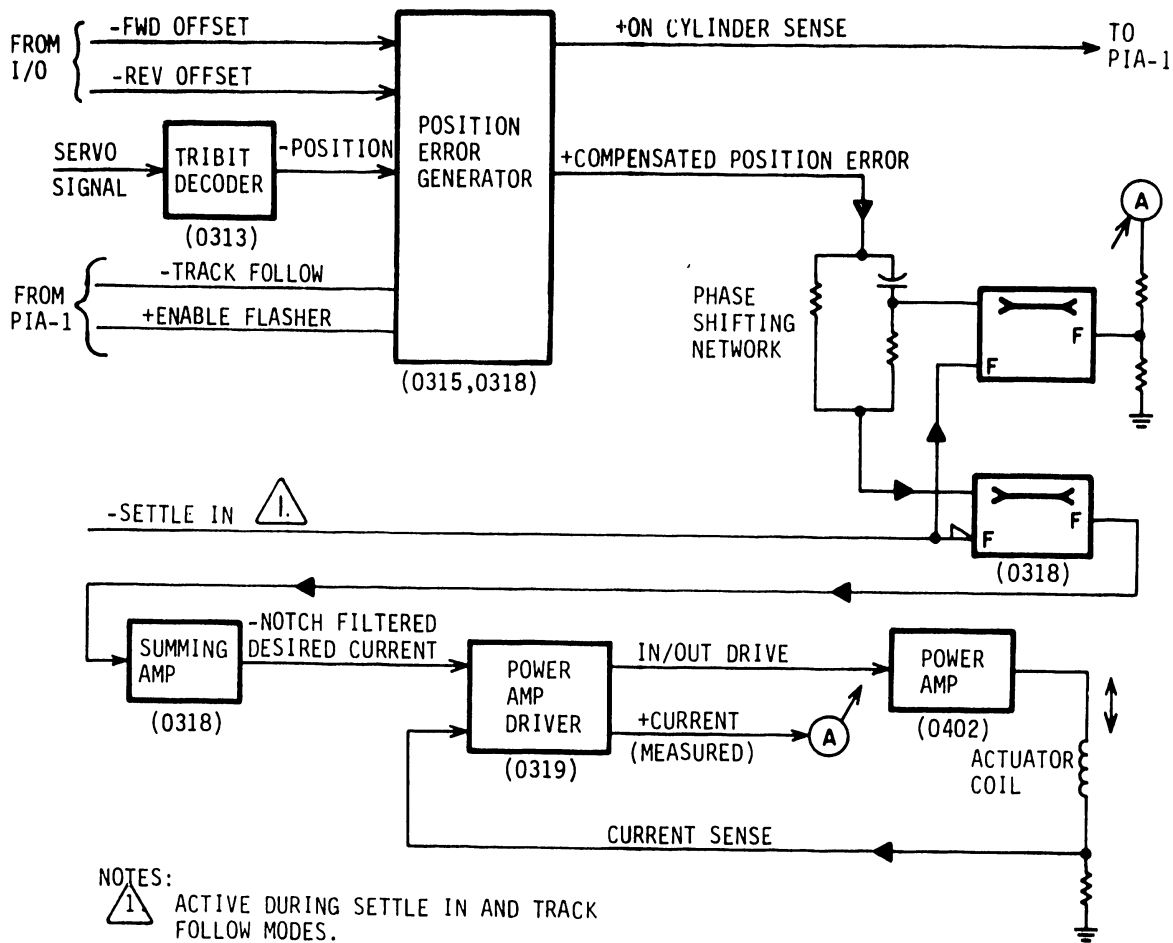 FROM
I/O
-FWD OFFSET
-REV OFFSET
SERVO
SIGNAL
TRIBIT
DECODER
(0313)
-POSITION
FROM
PIA-1
-TRACK FOLLOW
+ENABLE FLASHER
POSITION
ERROR
GENERATOR
(0315,0318)
+ON CYLINDER SENSE
TO
PIA-1
+COMPENSATED POSITION ERROR
PHASE
SHIFTING
NETWORK
A
F
F
-SETTLE IN
1.
F
F
(0318)
SUMMING
AMP
(0318)
-NOTCH FILTERED
DESIRED CURRENT
POWER
AMP
DRIVER
(0319)
IN/OUT DRIVE
+CURRENT
(MEASURED)
A
POWER
AMP
(0402)
ACTUATOR
COIL
CURRENT SENSE
NOTES:
1. ACTIVE DURING SETTLE IN AND TRACK
FOLLOW MODES.